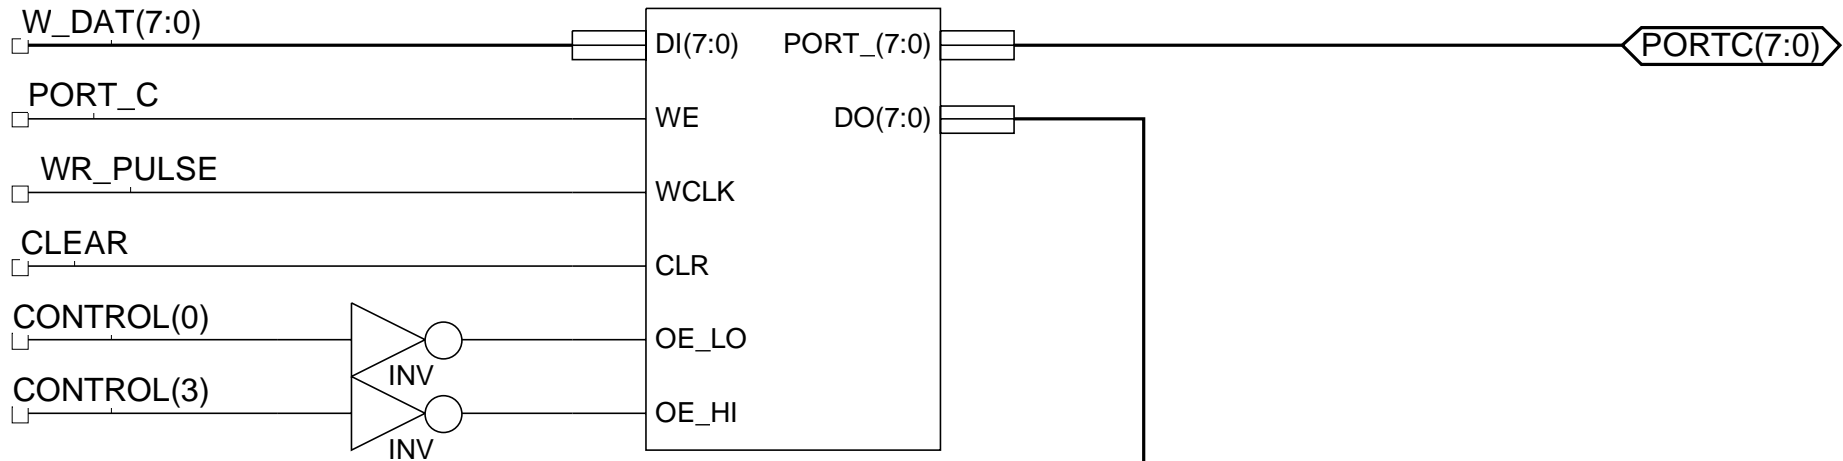 W_DAT(7:0)
DI(7:0)
PORT_(7:0)
PORTC(7:0)
PORT_C
WE
DO(7:0)
WR_PULSE
WCLK
CLEAR
CLR
CONTROL(0)
OE_LO
INV
CONTROL(3)
OE_HI
INV